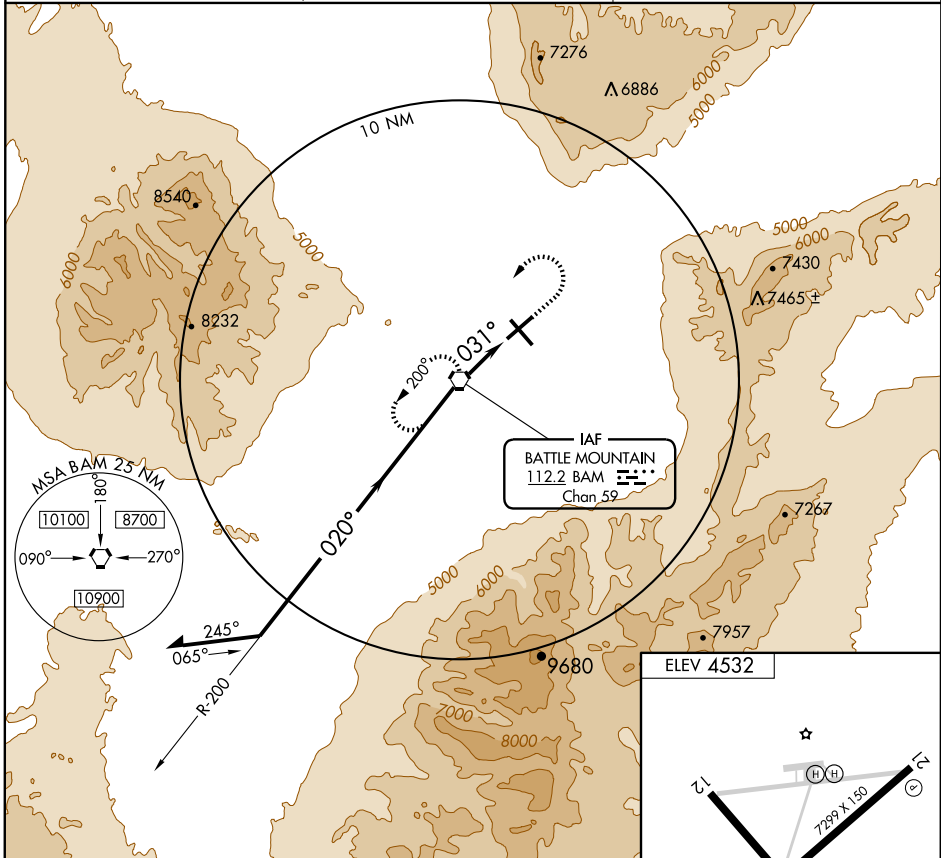 7276
6886
6000
5000
10 NM
8540
5000
6000
5000
6000
7430
7465 ±
8232
031°
200°
IAF
BATTLE MOUNTAIN
112.2 BAM
Chan 59
MSA BAM 25 NM
180°
10100
8700
090°
270°
10900
020°
7267
5000
6000
245°
065°
R-200
7957
9680
7000
8000
ELEV 4532
H H
12
21
P
7299 X 150